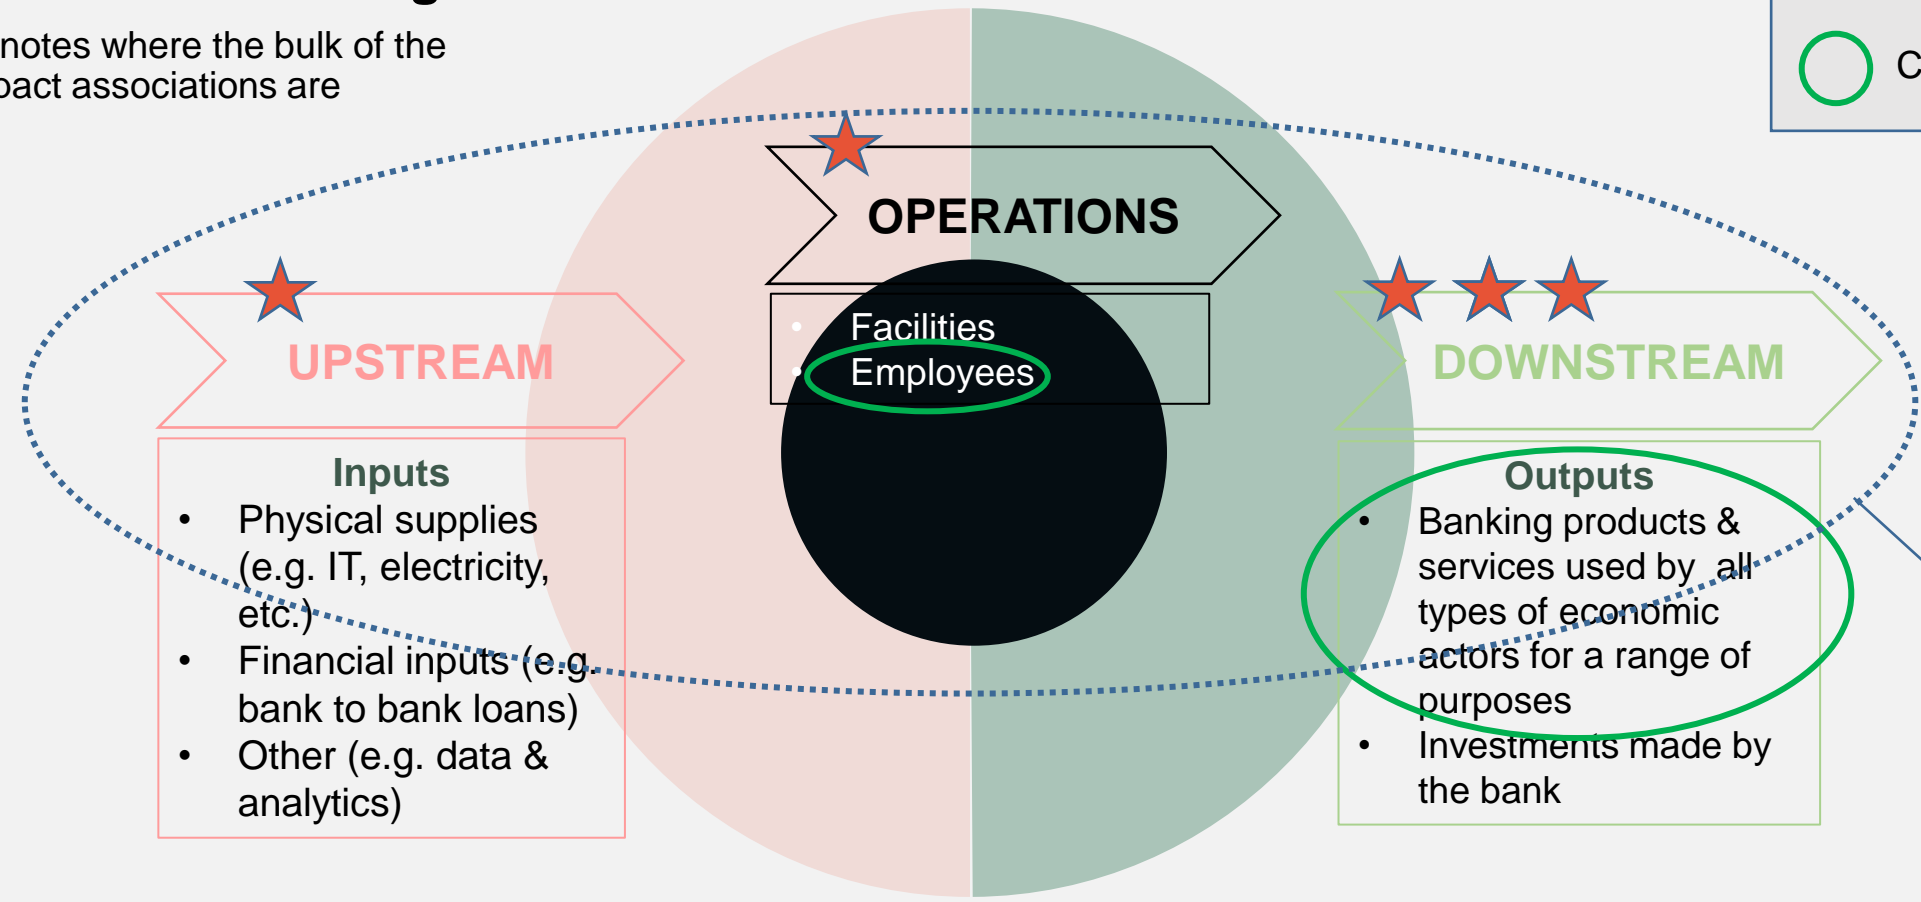 notes where the bulk of the
pact associations are
C
OPERATIONS
• Facilities
• Employees
UPSTREAM
Inputs
• Physical supplies
(e.g. IT, electricity,
etc.)
• Financial inputs (e.g.
bank to bank loans)
• Other (e.g. data &
analytics)
DOWNSTREAM
Outputs
• Banking products &
services used by all
types of economic
actors for a range of
purposes
• Investments made by
the bank